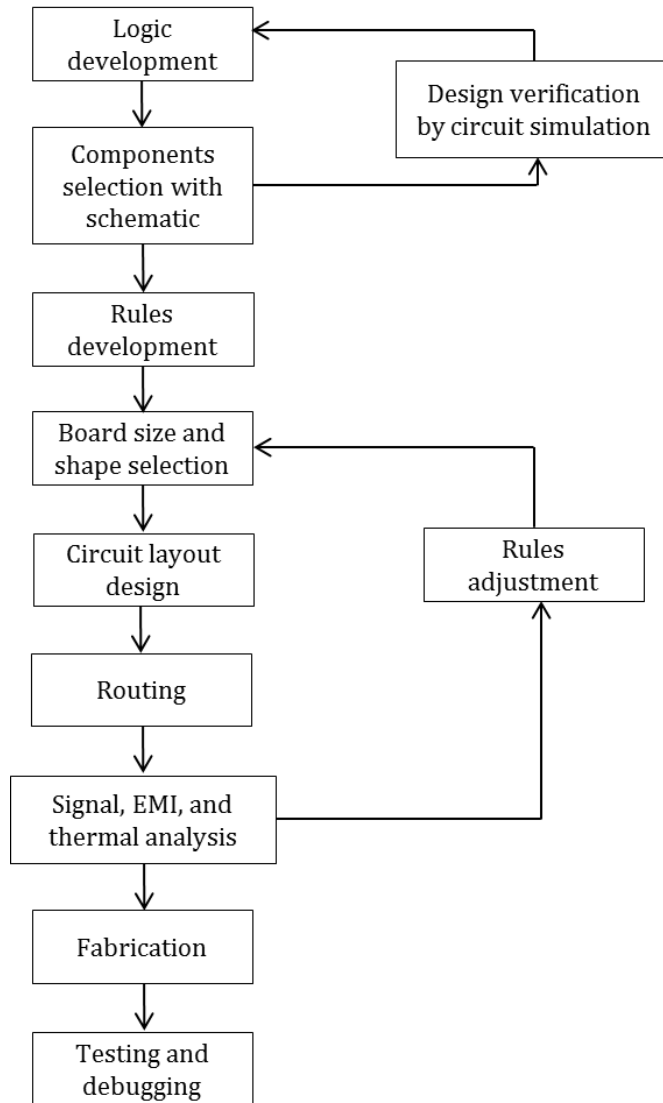 Logic
development
Design verification
by circuit simulation
Components
selection with
schematic
Rules
development
Board size and
shape selection
Circuit layout
design
Rules
adjustment
Routing
Signal, EMI, and
thermal analysis
Fabrication
Testing and
debugging